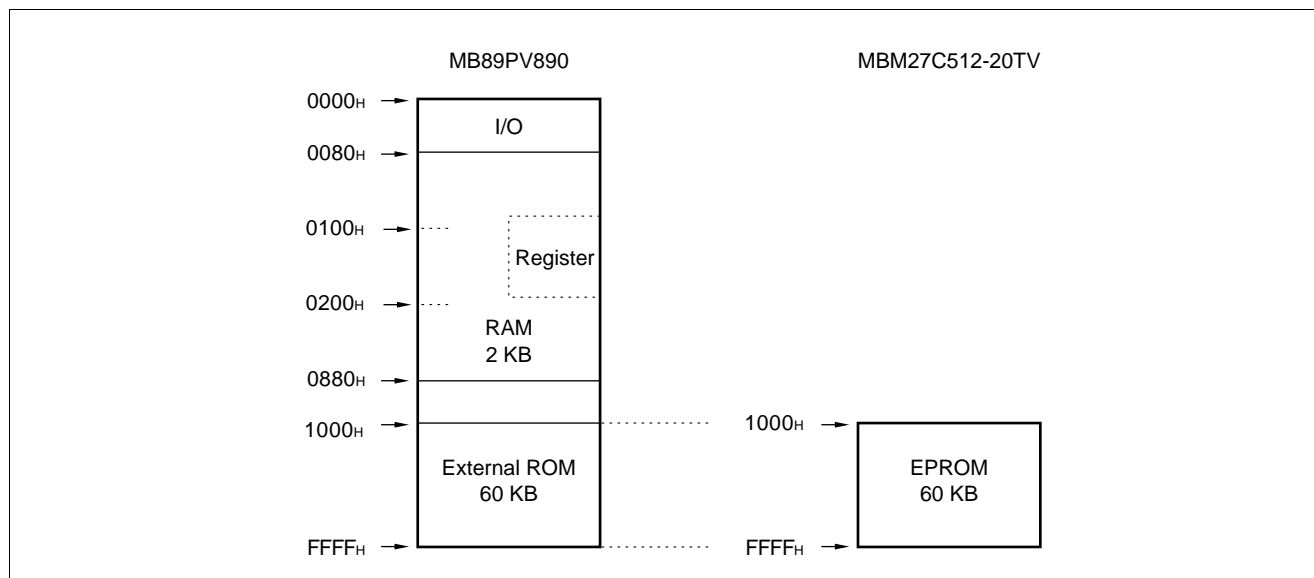 MB89PV890
MBM27C512-20TV
0000H
I/O
0080H
0100H
Register
0200H
RAM
2 KB
0880H
1000H
1000H
External ROM
60 KB
EPROM
60 KB
FFFFH
FFFFH